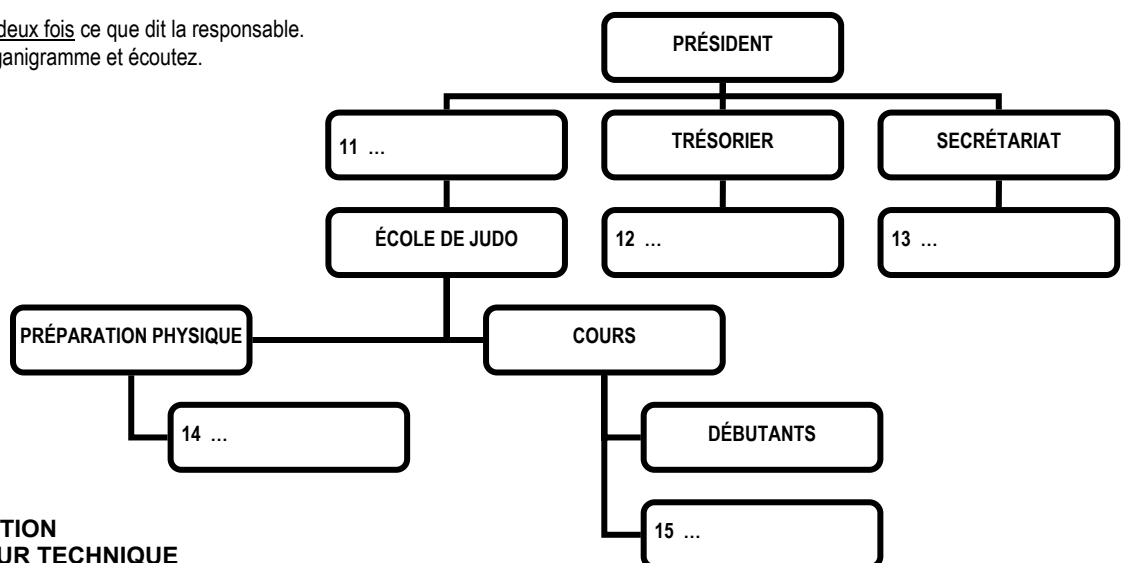 deux fois ce que dit la responsable.
ganigramme et écoutez.
PRÉSIDENT
11 …
TRÉSORIER
SECRÉTARIAT
ÉCOLE DE JUDO
12 …
13 …
PRÉPARATION PHYSIQUE
COURS
14 …
DÉBUTANTS
15 …
TION
UR TECHNIQUE